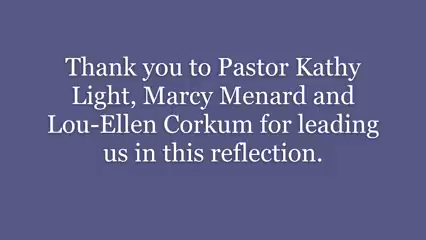 Thank you to Pastor Kathy
Light, Marcy Menard and
Lou-Ellen Corkum for leading
us in this reflection.